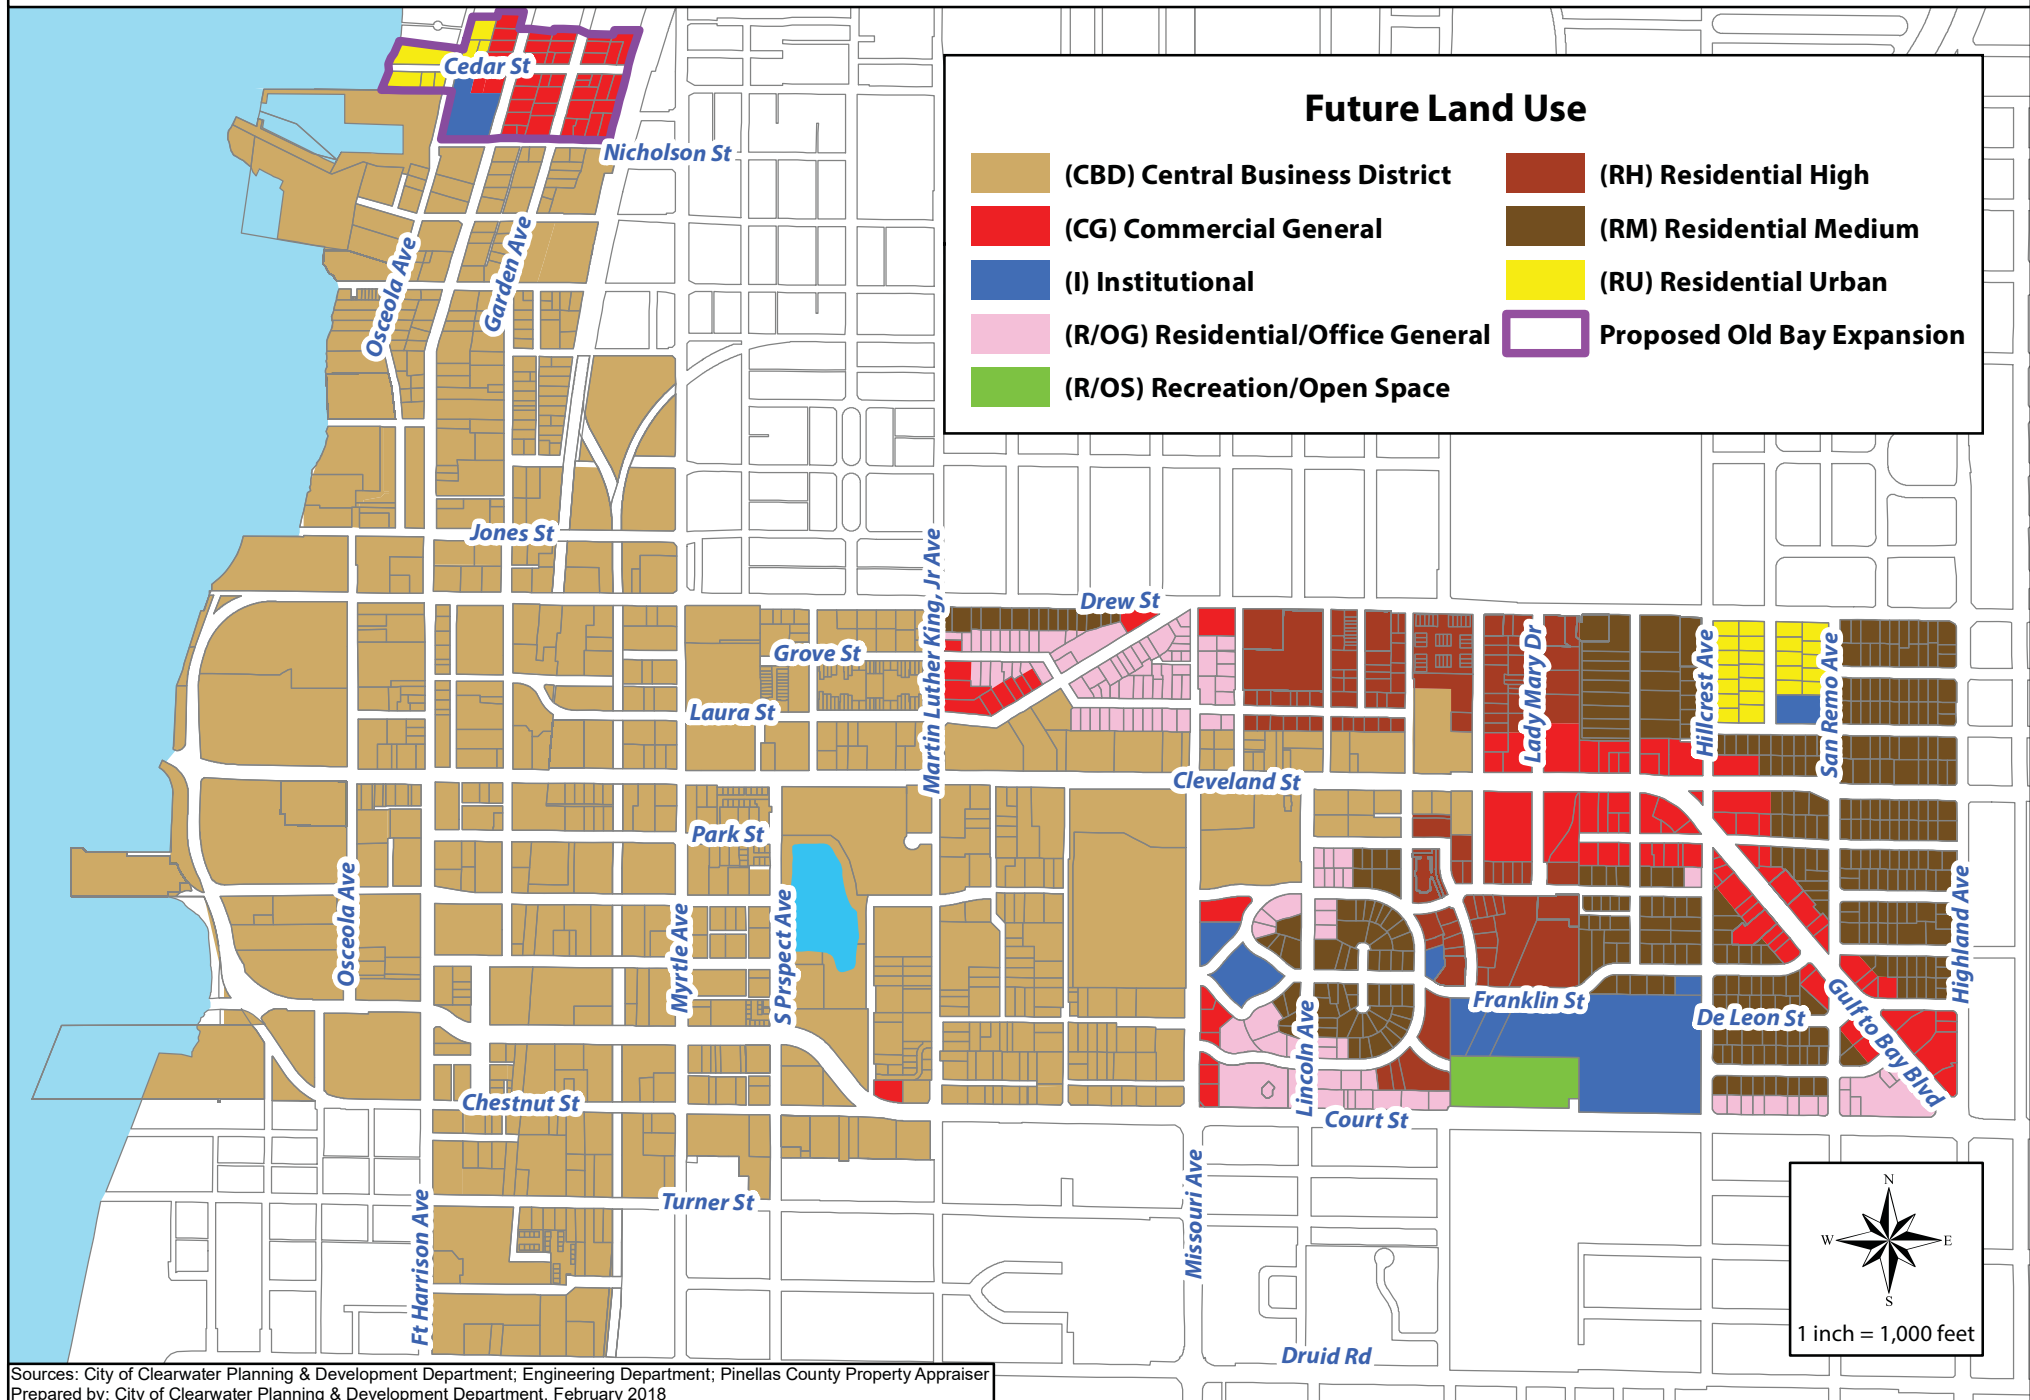 Future Land Use
(CBD) Central Business District
(CG) Commercial General
(I) Institutional
(R/OG) Residential/Office General
(R/OS) Recreation/Open Space
(RH) Residential High
(RM) Residential Medium
(RU) Residential Urban
Proposed Old Bay Expansion
Cedar St
Nicholson St
Osceola Ave
Garden Ave
Jones St
Martin Luther King, Jr Ave
Drew St
Grove St
Laura St
Lady Mary Dr
Hillcrest Ave
San Remo Ave
Cleveland St
Park St
Osceola Ave
Myrtle Ave
S Prspect Ave
Highland Ave
Franklin St
De Leon St
Gulf to Bay Blvd
Lincoln Ave
Chestnut St
Court St
Missouri Ave
Turner St
Ft Harrison Ave
Druid Rd
N
W
E
S
1 inch = 1,000 feet
Sources: City of Clearwater Planning & Development Department; Engineering Department; Pinellas County Property Appraiser
Prepared by: City of Clearwater Planning & Development Department, February 2018